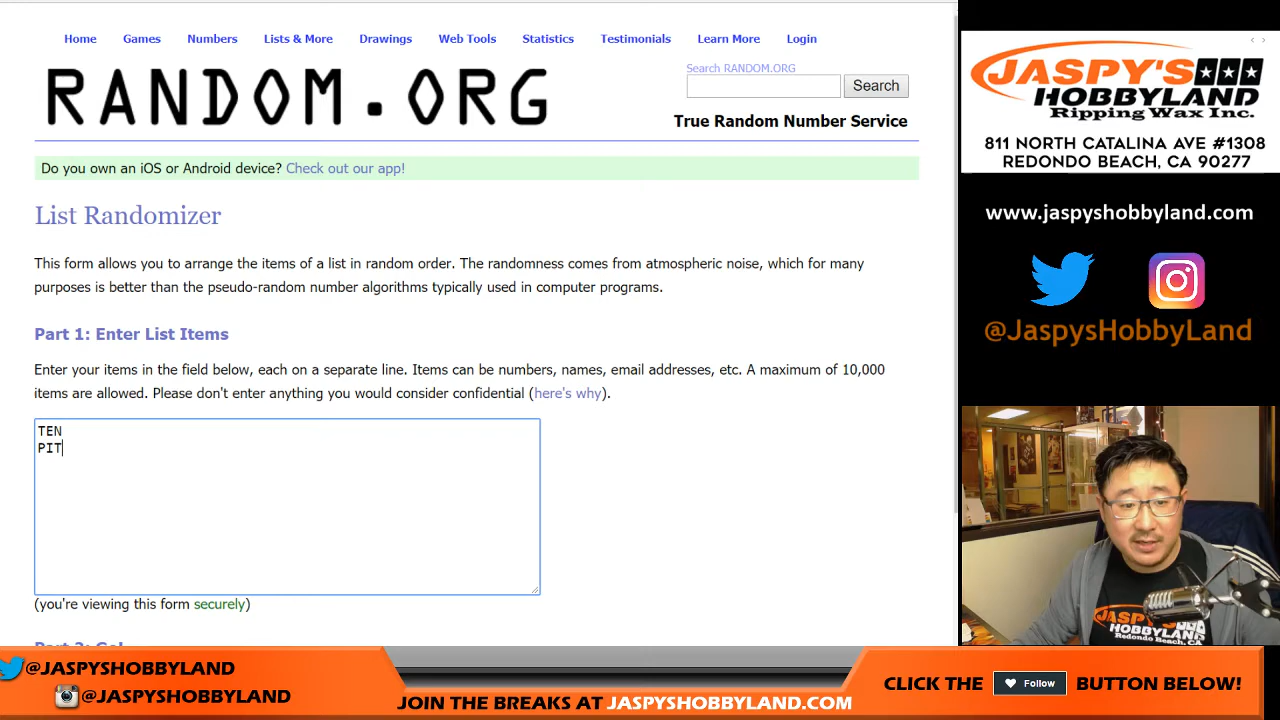 Home Games Numbers Lists & More Drawings Web Tools Statistics Testimonials Learn More Login
RANDOM.ORG
Search RANDOM.ORG
Search
True Random Number Service
Do you own an iOS or Android device? Check out our app!
List Randomizer
This form allows you to arrange the items of a list in random order. The randomness comes from atmospheric noise, which for many
purposes is better than the pseudo-random number algorithms typically used in computer programs.
Part 1: Enter List Items
Enter your items in the field below, each on a separate line. Items can be numbers, names, email addresses, etc. A maximum of 10,000
items are allowed. Please don't enter anything you would consider confidential (here's why).
TEN
PIT
(you're viewing this form securely)
Part 2: Go!
JASPY'S
HOBBYLAND
Ripping Wax Inc.
811 NORTH CATALINA AVE #1308
REDONDO BEACH, CA 90277
www.jaspyshobbyland.com
@JaspysHobbyLand
JASPY'S
HOBBYLAND
Redondo Beach, CA
@JASPYSHOBBYLAND
@JASPYSHOBBYLAND
JOIN THE BREAKS AT JASPYSHOBBYLAND.COM
CLICK THE Follow BUTTON BELOW!